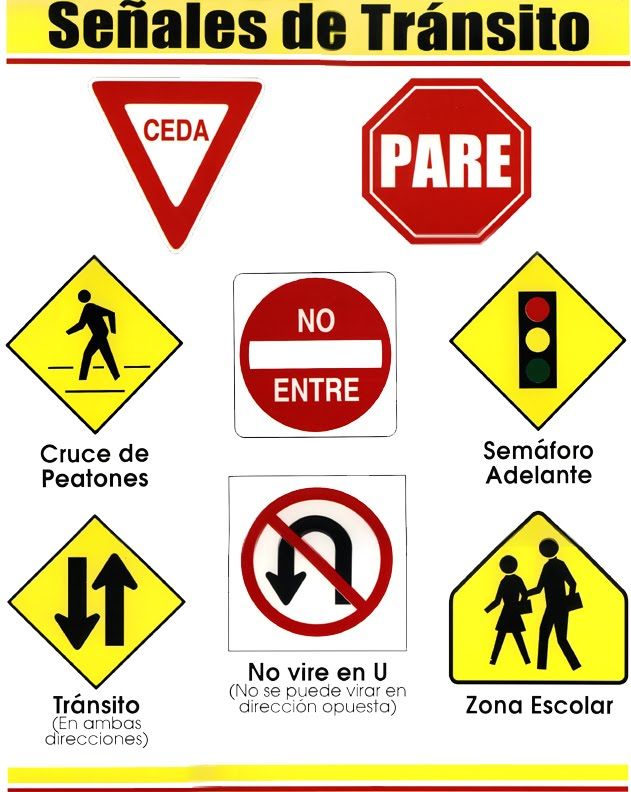 Señales de Tránsito
CEDA
PARE
NO
ENTRE
Cruce de
Peatones
Semáforo
Adelante
Tránsito
(En ambas
direcciones)
No vire en U
(No se puede virar en
dirección opuesta)
Zona Escolar